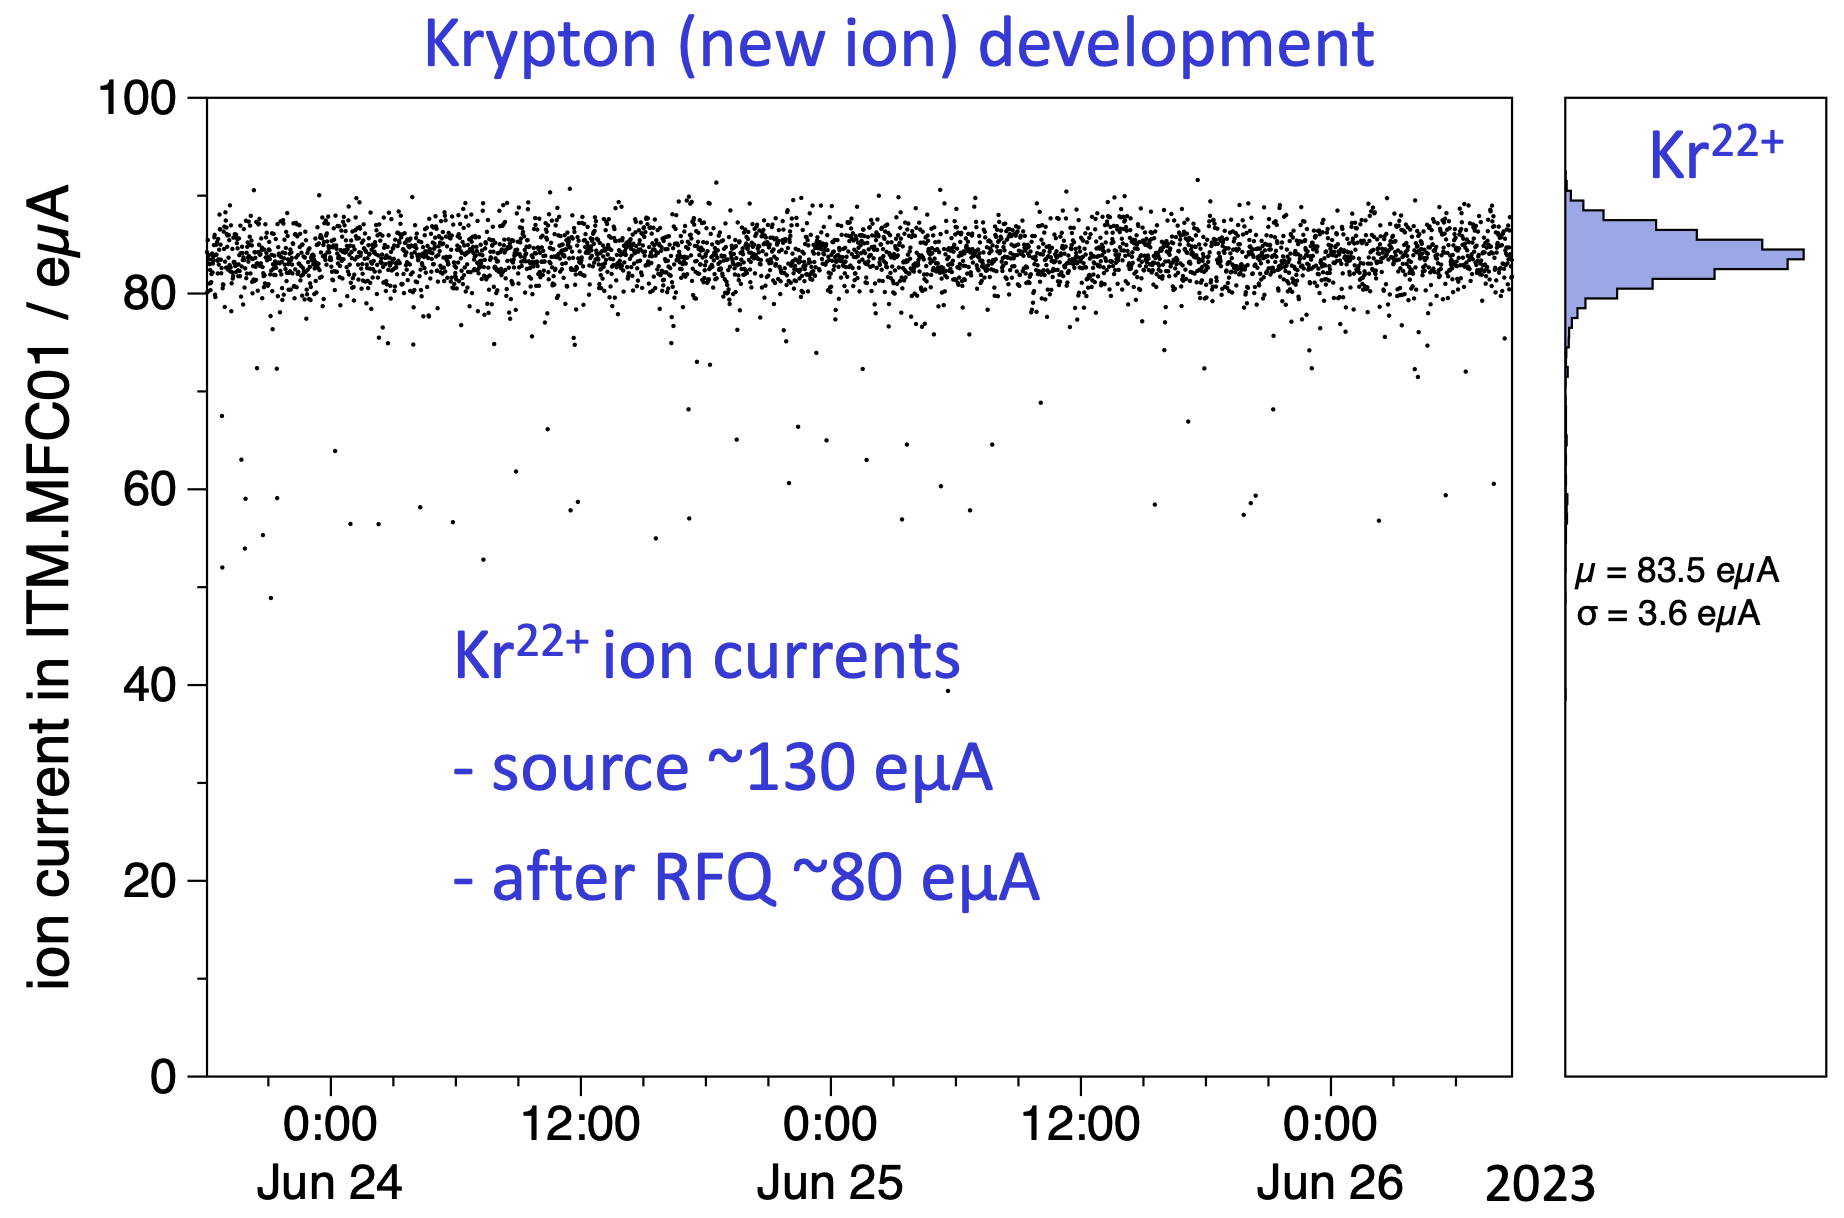 Krypton (new ion) development
ion current in ITM.MFC01 / eµA
100
80
60
40
20
0
Kr²²⁺
µ = 83.5 eµA
σ = 3.6 eµA
Kr²²⁺ ion currents
- source ~130 eµA
- after RFQ ~80 eµA
0:00 12:00 0:00 12:00 0:00
Jun 24 Jun 25 Jun 26 2023